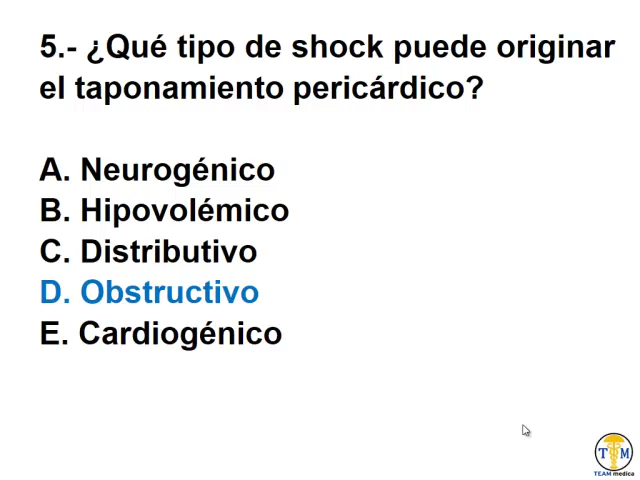 5.- ¿Qué tipo de shock puede originar
el taponamiento pericárdico?
A. Neurogénico
B. Hipovolémico
C. Distributivo
D. Obstructivo
E. Cardiogénico
T M
TEAM medica